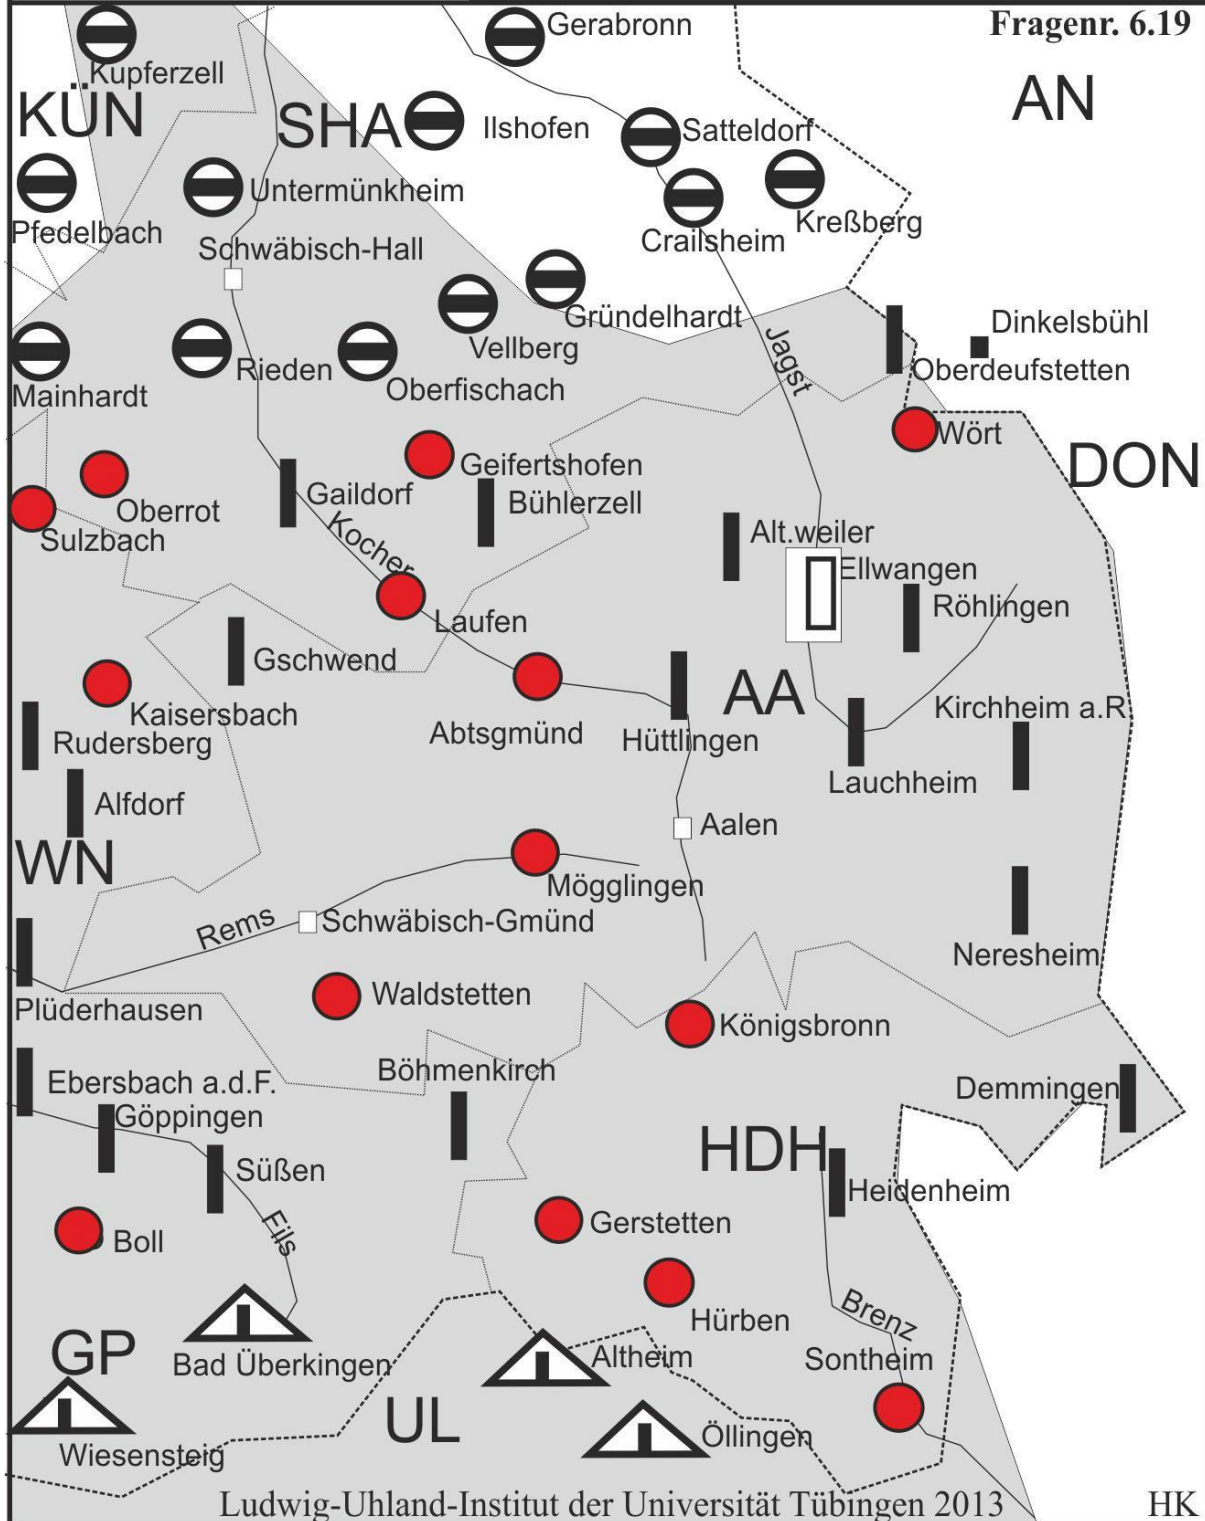 Gerabronn
Fragenr. 6.19
Kupferzell
KÜN
SHA
Ilshofen
Satteldorf
AN
Pfedelbach
Untermünkheim
Kreßberg
Crailsheim
Schwäbisch-Hall
Gründelhardt
Vellberg
Jagst
Dinkelsbühl
Mainhardt
Rieden
Oberfischach
Oberdeufstetten
Wört
DON
Geifertshofen
Gaildorf
Bühlerzell
Oberrot
Sulzbach
Kocher
Alt.weiler
Ellwangen
Röhlingen
Laufen
Gschwend
AA
Kaisersbach
Rudersberg
Abtsgmünd
Hüttlingen
Kirchheim a.R.
Lauchheim
Alfdorf
Aalen
WN
Mögglingen
Rems
Schwäbisch-Gmünd
Neresheim
Plüderhausen
Waldstetten
Königsbronn
Ebersbach a.d.F.
Böhmenkirch
Demmingen
Göppingen
HDH
Süßen
Heidenheim
Boll
Fils
Gerstetten
Hürben
Brenz
GP
Bad Überkingen
Altheim
Sontheim
UL
Wiesensteig
Öllingen
Ludwig-Uhland-Institut der Universität Tübingen 2013
HK